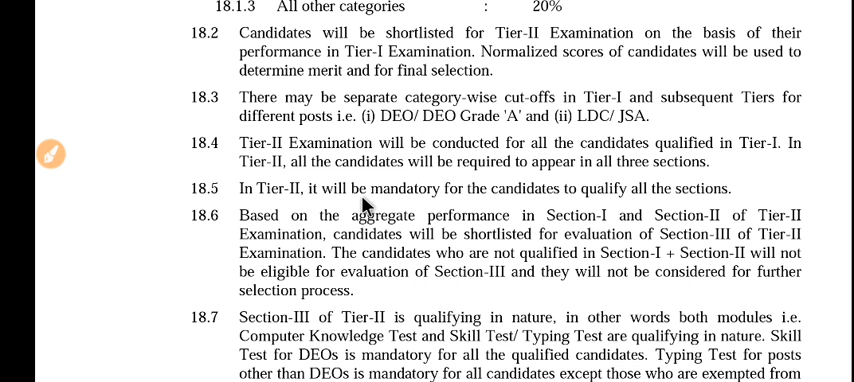 18.1.3 All other categories : 20%
18.2 Candidates will be shortlisted for Tier-II Examination on the basis of their
performance in Tier-I Examination. Normalized scores of candidates will be used to
determine merit and for final selection.
18.3 There may be separate category-wise cut-offs in Tier-I and subsequent Tiers for
different posts i.e. (i) DEO/ DEO Grade 'A' and (ii) LDC/ JSA.
18.4 Tier-II Examination will be conducted for all the candidates qualified in Tier-I. In
Tier-II, all the candidates will be required to appear in all three sections.
18.5 In Tier-II, it will be mandatory for the candidates to qualify all the sections.
18.6 Based on the aggregate performance in Section-I and Section-II of Tier-II
Examination, candidates will be shortlisted for evaluation of Section-III of Tier-II
Examination. The candidates who are not qualified in Section-I + Section-II will not
be eligible for evaluation of Section-III and they will not be considered for further
selection process.
18.7 Section-III of Tier-II is qualifying in nature, in other words both modules i.e.
Computer Knowledge Test and Skill Test/ Typing Test are qualifying in nature. Skill
Test for DEOs is mandatory for all the qualified candidates. Typing Test for posts
other than DEOs is mandatory for all candidates except those who are exempted from